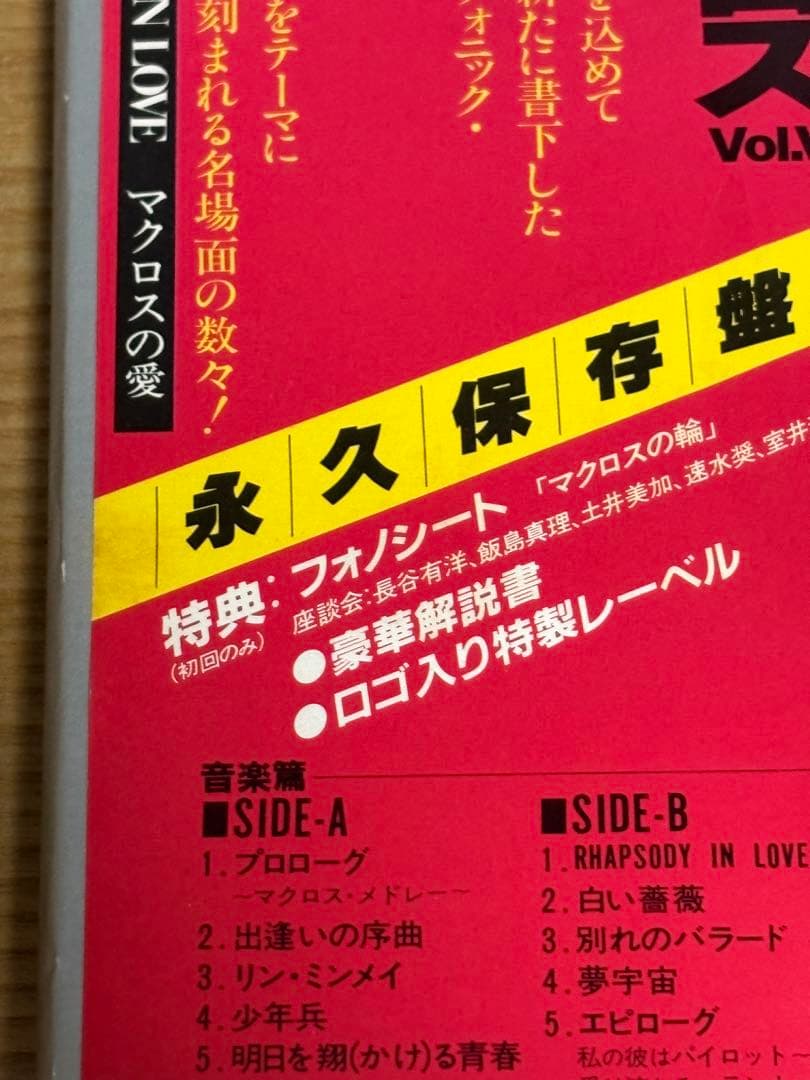 ス
Vol.V
を込めて
新たに書下した
フォニック・
をテーマに
刻まれる名場面の数々!
N LOVE マクロスの愛
永久保存盤
特典: フォノシート 「マクロスの輪」
(初回のみ) 座談会:長谷有洋、飯島真理、土井美加、速水奨、室井
●豪華解説書
●ロゴ入り特製レーベル
音楽篇
■SIDE-A
1.プロローグ
〜マクロス・メドレー〜
2.出逢いの序曲
3.リン・ミンメイ
4.少年兵
5.明日を翔(かけ)る青春
■SIDE-B
1.RHAPSODY IN LOVE
2.白い薔薇
3.別れのバラード
4.夢宇宙
5.エピローグ
私の彼はパイロット〜